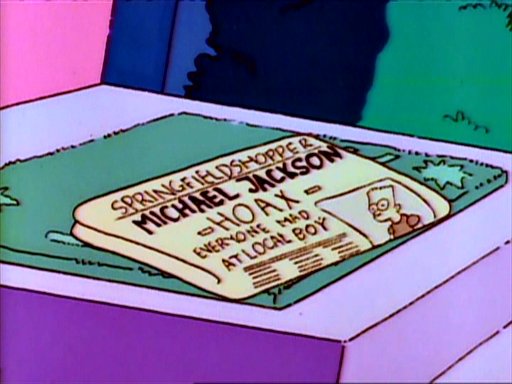 SPRINGFIELD SHOPPER
MICHAEL JACKSON
-HOAX-
EVERYONE MAD
AT LOCAL BOY